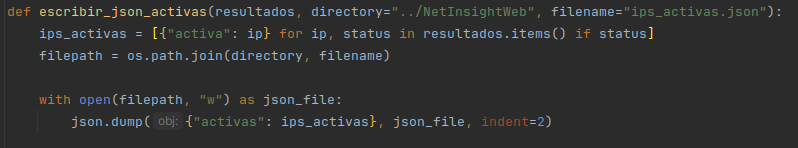 def escribir_json_activas(resultados, directory="../NetInsightWeb", filename="ips_activas.json"):
    ips_activas = [{"activa": ip} for ip, status in resultados.items() if status]
    filepath = os.path.join(directory, filename)

    with open(filepath, "w") as json_file:
        json.dump( obj: {"activas": ips_activas}, json_file, indent=2)